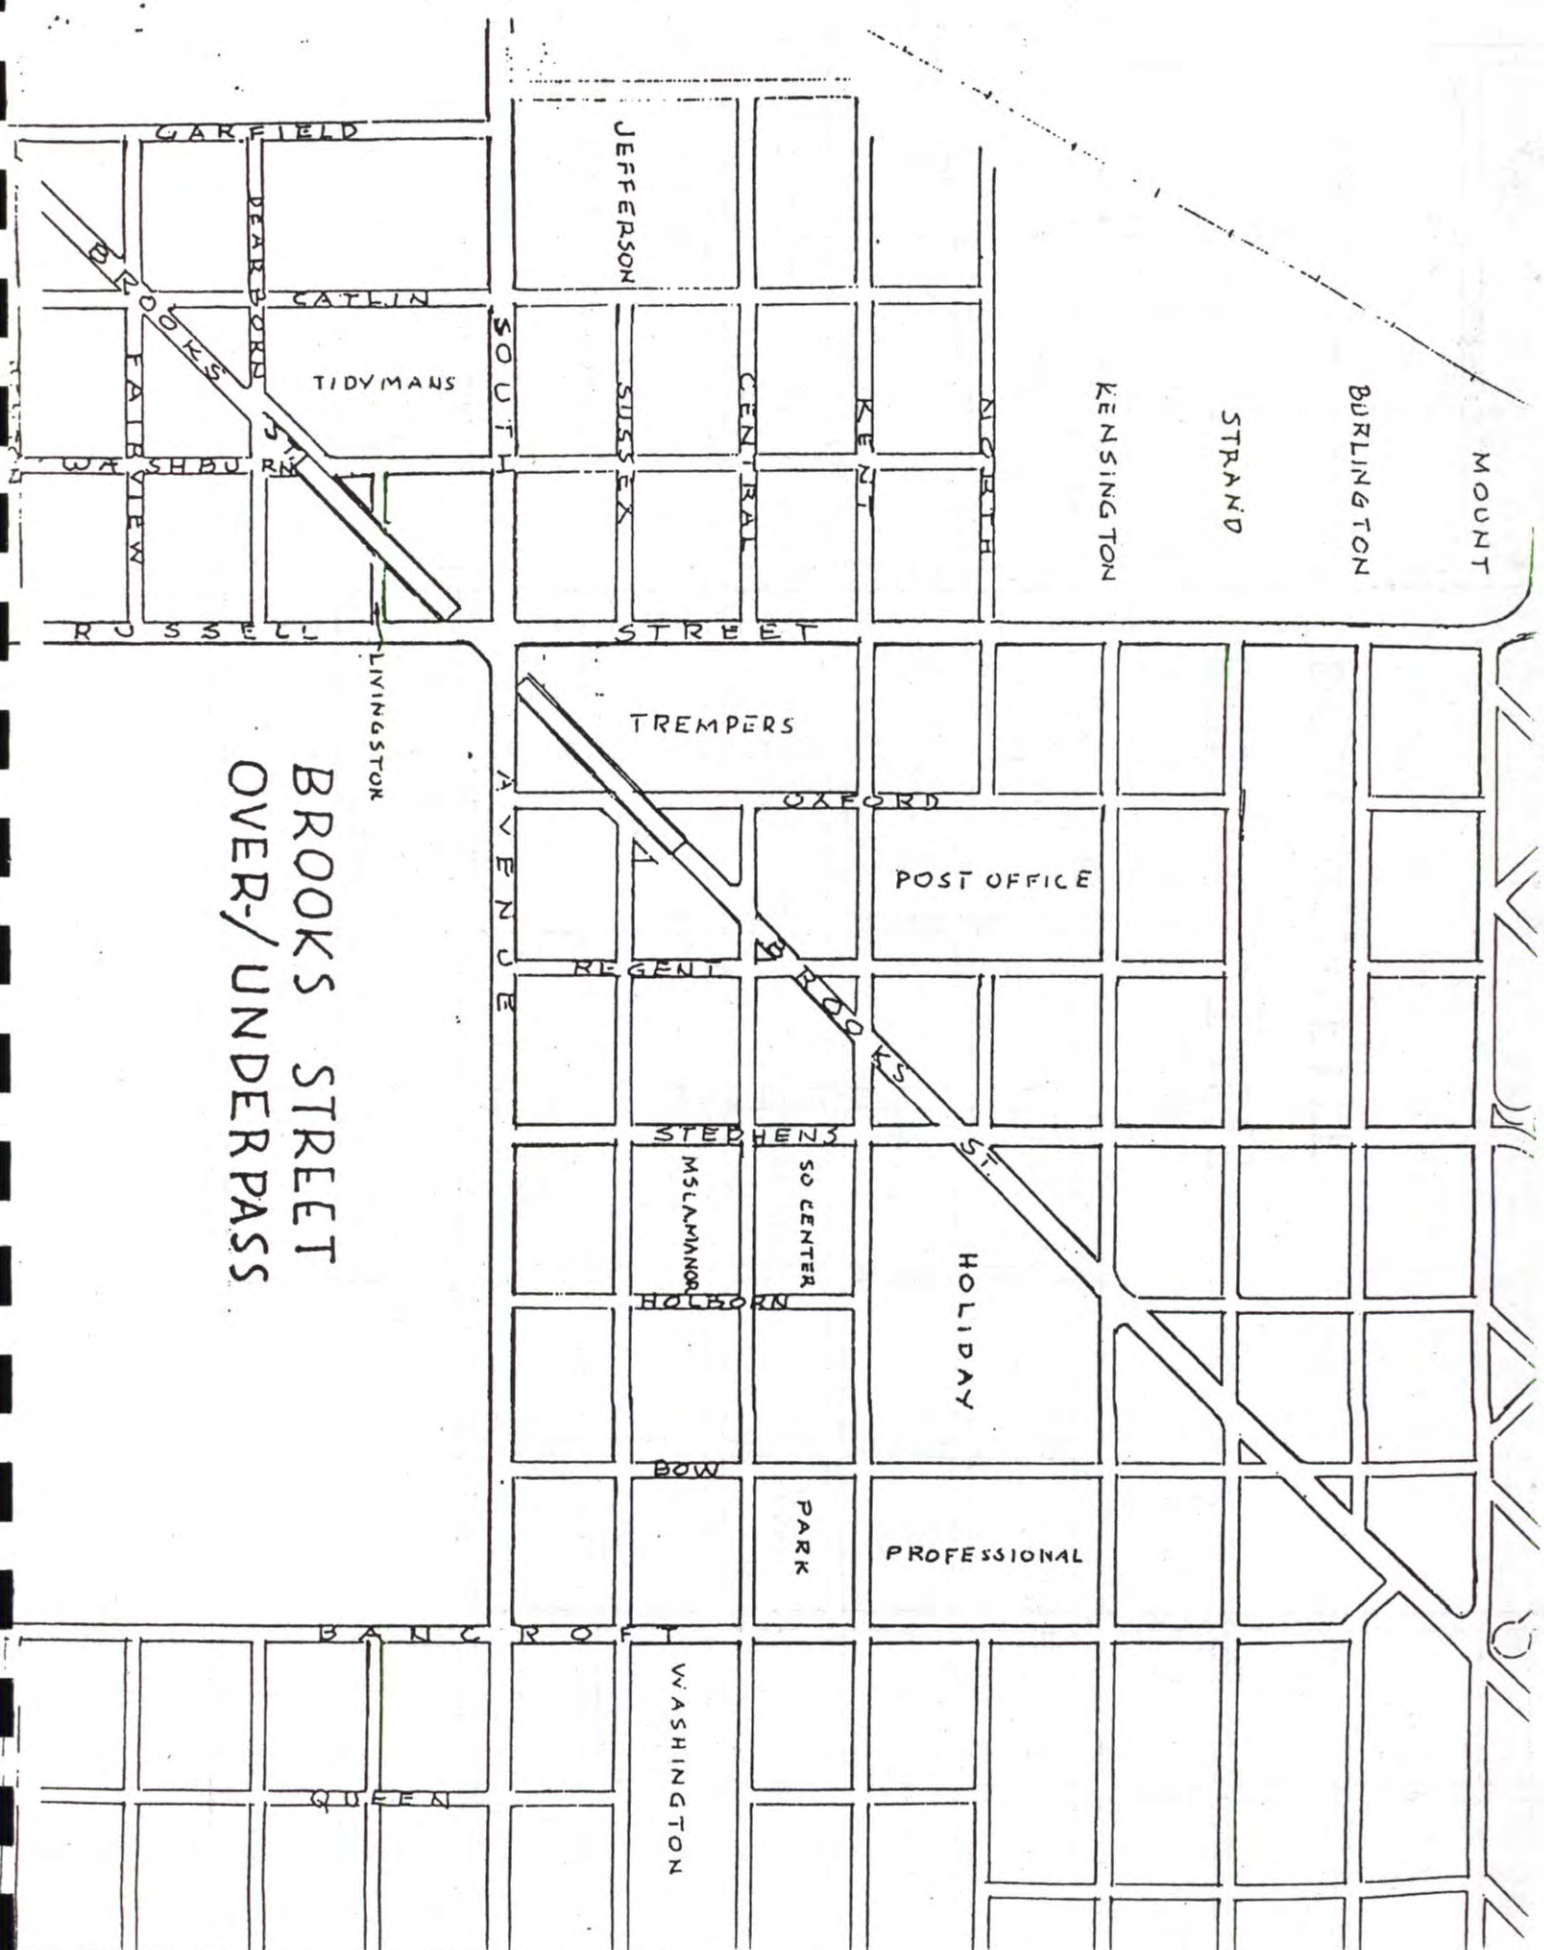 GARFIELD
JEFFERSON
DEARBORN
BROOKS ST.
CATLIN
TIDYMANS
SOUTH
SUSSEX
CENTRAL
KENT
NORTH
KENSINGTON
STRAND
BURLINGTON
MOUNT
FAIRVIEW
WASHBURN
RUSSELL STREET
LIVINGSTON
TREMPERS
AVENUE
OXFORD
POST OFFICE
REGENT
BROOKS ST.
BROOKS STREET
OVER-/UNDERPASS
STEPHENS
MSLAMANOR
SO CENTER
HOLBORN
HOLIDAY
BOW
PARK
PROFESSIONAL
BANCROFT
WASHINGTON
QUEEN